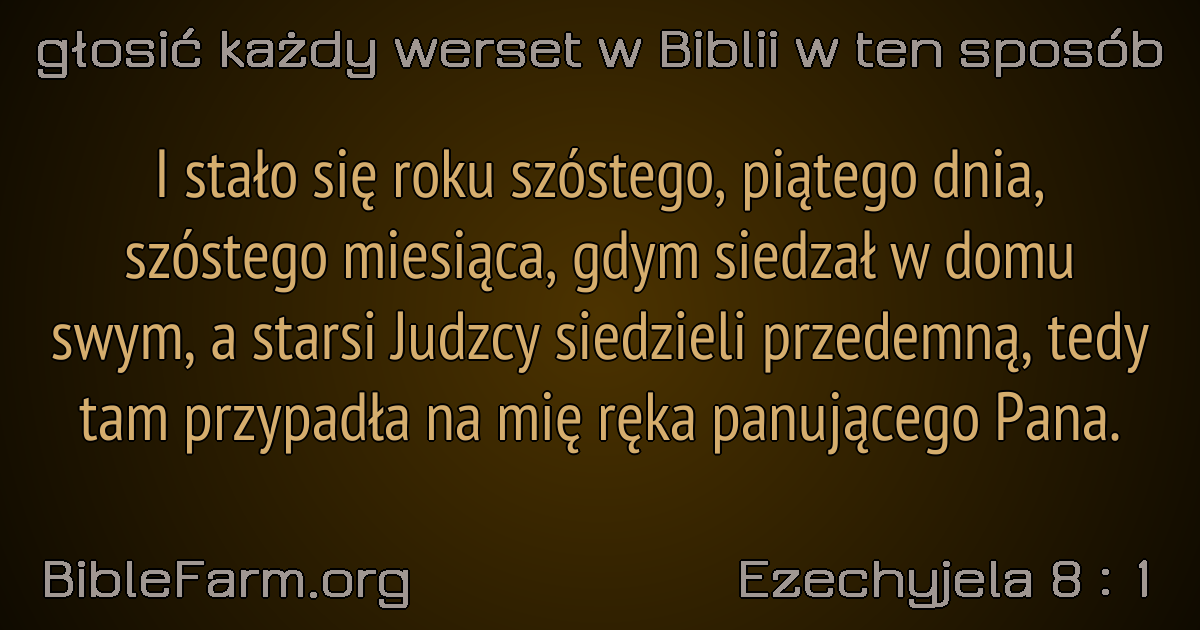 głosić każdy werset w Biblii w ten sposób
I stało się roku szóstego, piątego dnia,
szóstego miesiąca, gdym siedzał w domu
swym, a starsi Judzcy siedzieli przedemną, tedy
tam przypadła na mię ręka panującego Pana.
BibleFarm.org
Ezechyjela 8 : 1